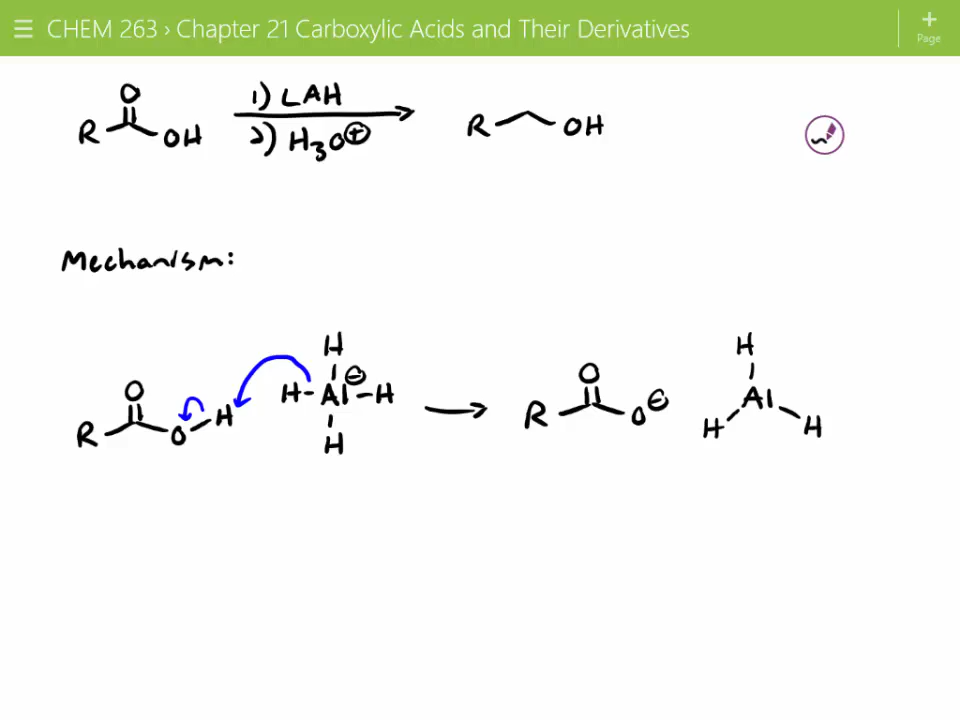 CHEM 263 › Chapter 21 Carboxylic Acids and Their Derivatives
+
Page
O
R OH
1) LAH
2) H3O⊕
R OH
Mechanism:
O
R O H
H
H-Al⊖-H
H
O
R O⊖
H
Al
H H